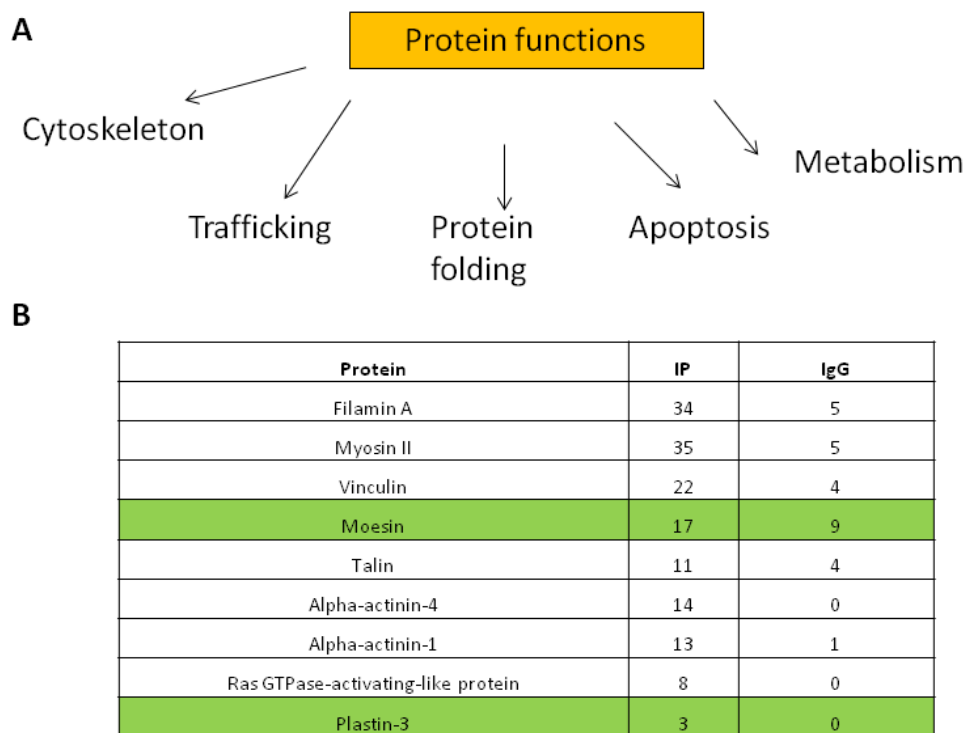 A
Protein functions
Cytoskeleton
Metabolism
Trafficking
Protein
folding
Apoptosis
B
Protein IP IgG
Filamin A 34 5
Myosin II 35 5
Vinculin 22 4
Moesin 17 9
Talin 11 4
Alpha-actinin-4 14 0
Alpha-actinin-1 13 1
Ras GTPase-activating-like protein 8 0
Plastin-3 3 0